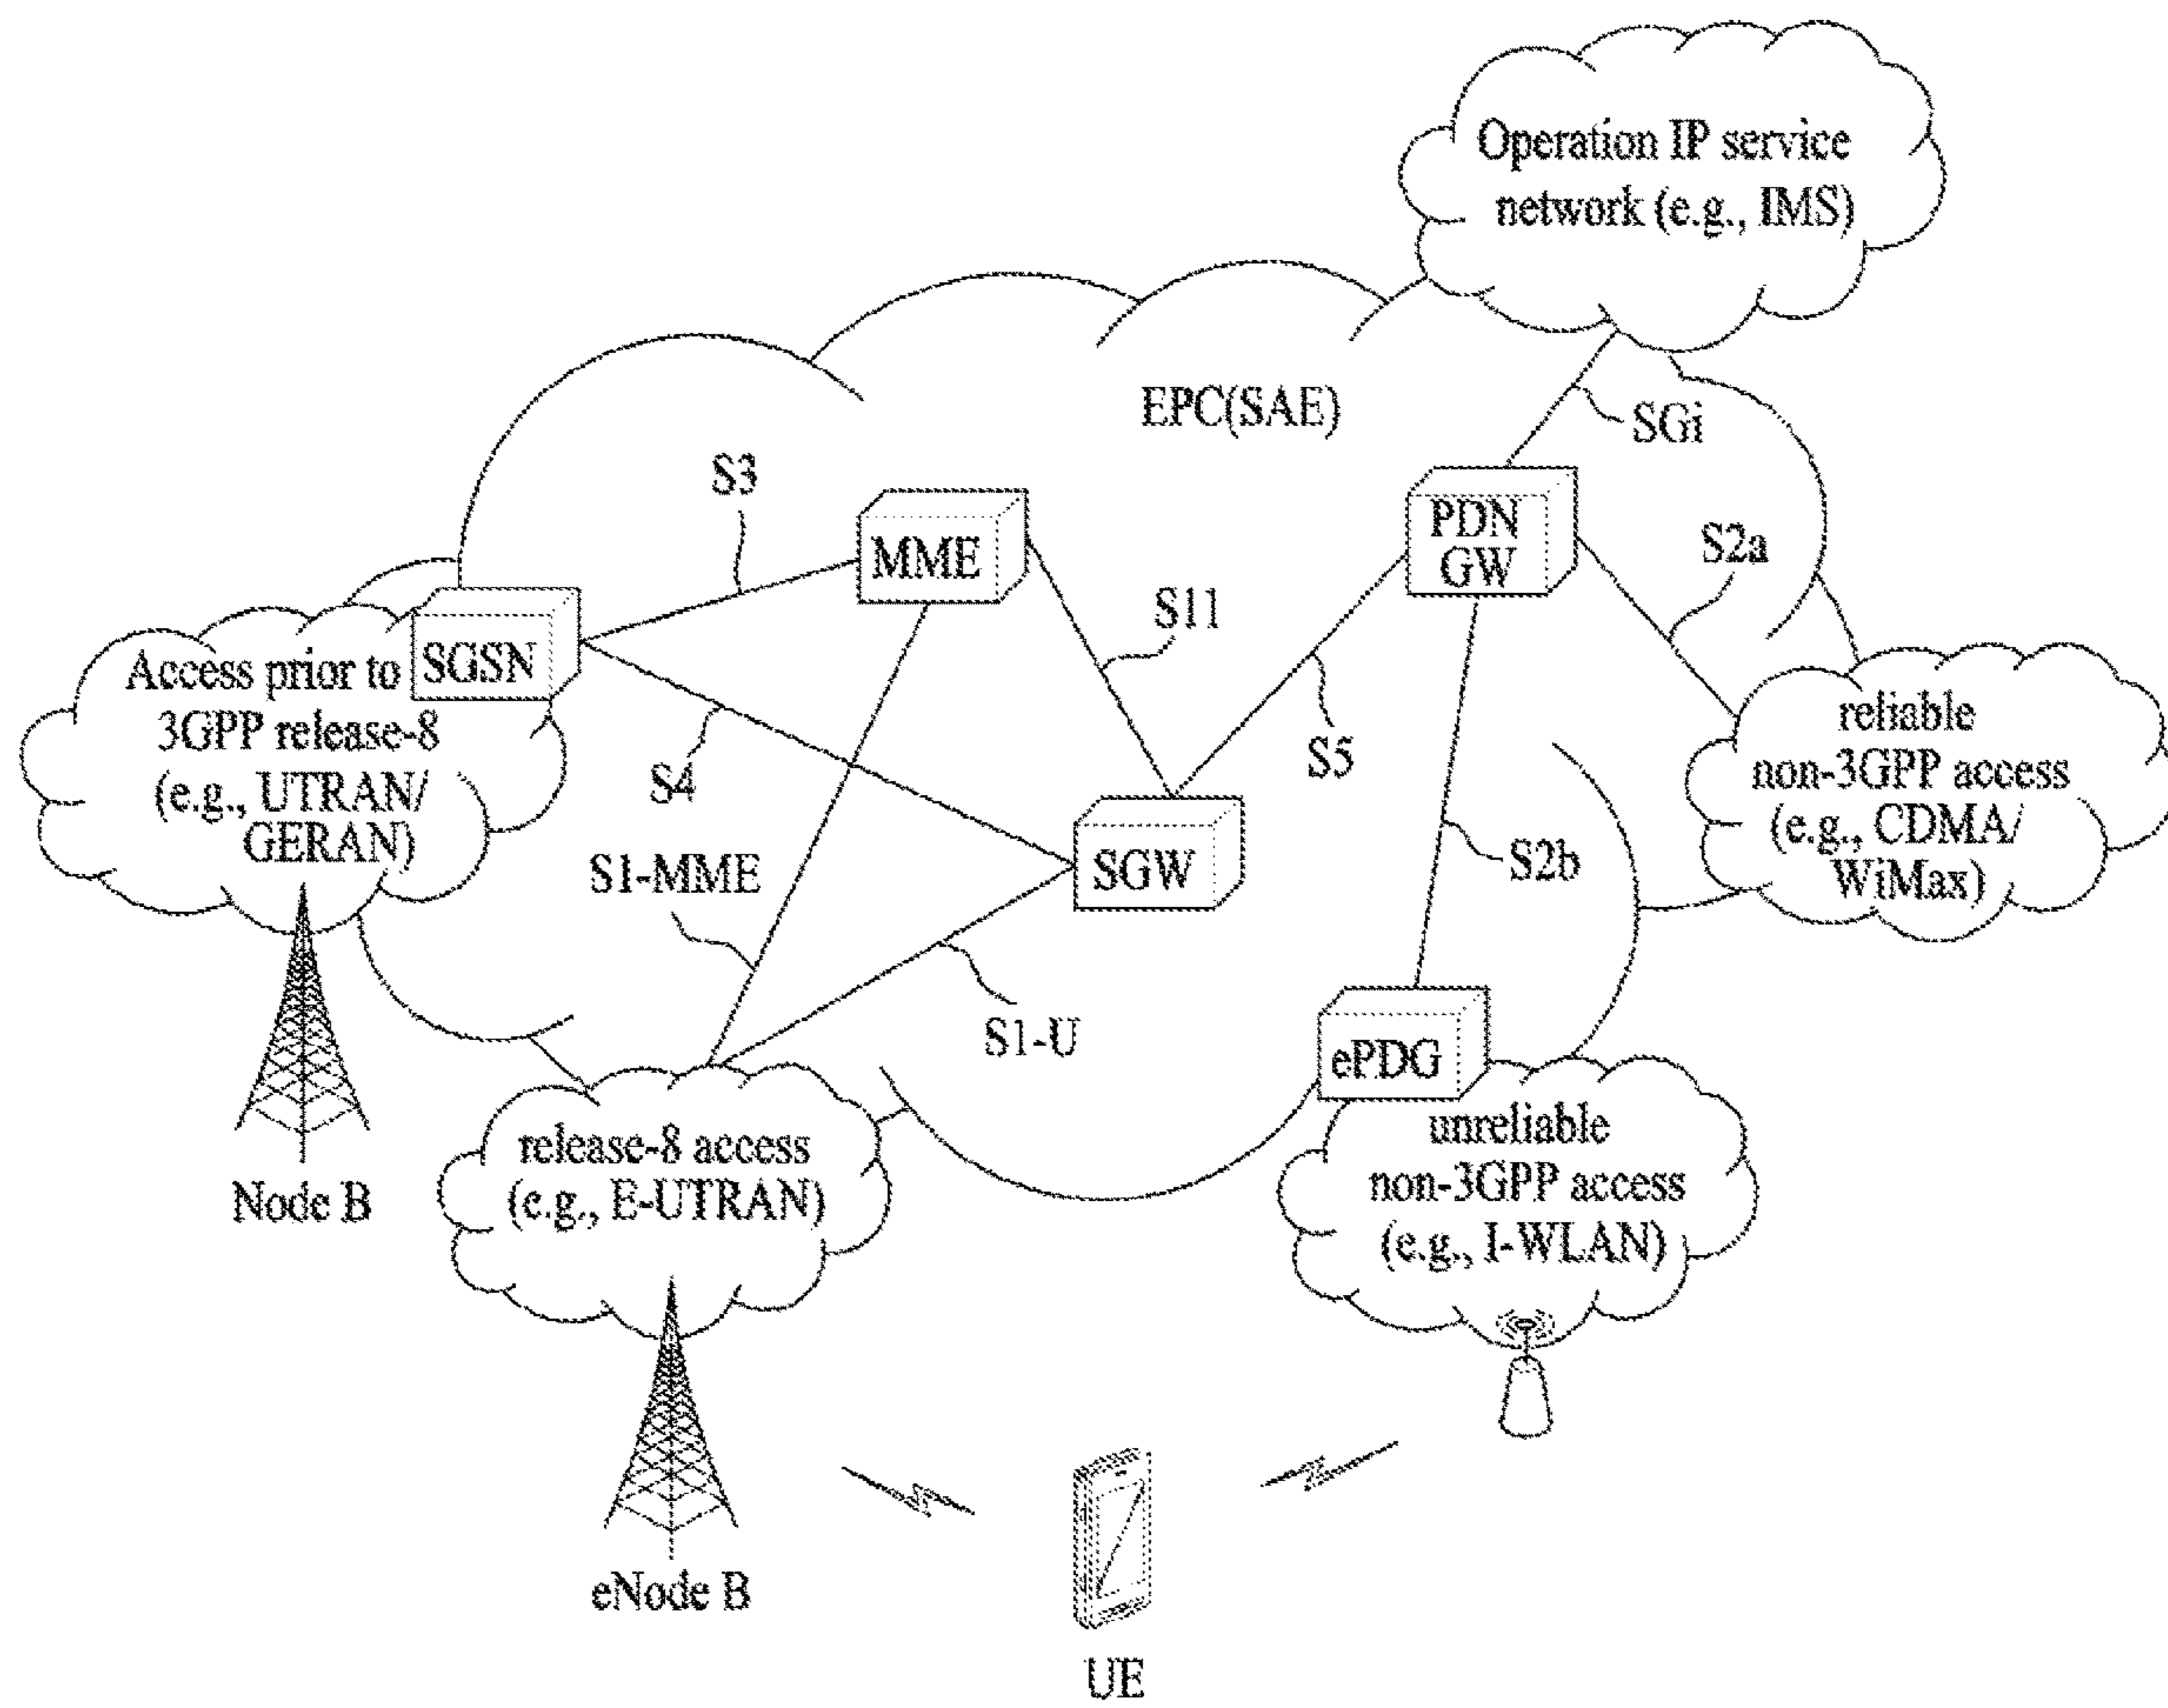 Operation IP service
network (e.g., IMS)
EPC(SAE)
SGi
S3
MME
PDN
GW
S2a
S11
SGSN
Access prior to
3GPP release-8
(e.g., UTRAN/
GERAN)
S4
S5
reliable
non-3GPP access
(e.g., CDMA/
WiMax)
S1-MME
SGW
S2b
S1-U
ePDG
unreliable
non-3GPP access
(e.g., I-WLAN)
release-8 access
(e.g., E-UTRAN)
Node B
eNode B
UE